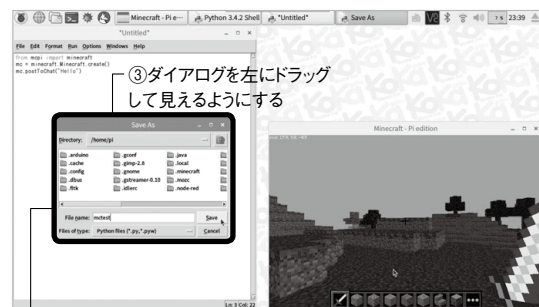 Minecraft - Pi e…
Python 3.4.2 Shell
*Untitled*
Save As
23:39
*Untitled*
File Edit Format Run Options Windows Help
from mcpi import minecraft
mc = minecraft.Minecraft.create()
mc.postToChat("Hello")
③ダイアログを左にドラッグ
して見えるようにする
Save As
Directory: /home/pi
.arduino
.gconf
.java
.cache
.gimp-2.8
.local
.config
.gnome
.minecraft
.dbus
.gstreamer-0.10
.mozc
.fltk
.idlerc
.node-red
File name: mctest
Save
Files of type: Python files (*.py,*.pyw)
Cancel
Ln: 3 Col: 22
Minecraft - Pi edition